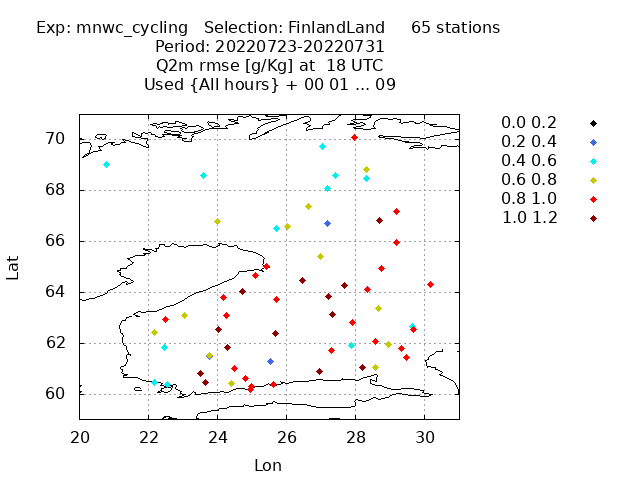 Exp: mnwc_cycling   Selection: FinlandLand     65 stations
Period: 20220723-20220731
Q2m rmse [g/Kg] at  18 UTC
Used {All hours} + 00 01 ... 09
0.0 0.2
0.2 0.4
0.4 0.6
0.6 0.8
0.8 1.0
1.0 1.2
70
68
66
64
62
60
Lat
20 22 24 26 28 30
Lon